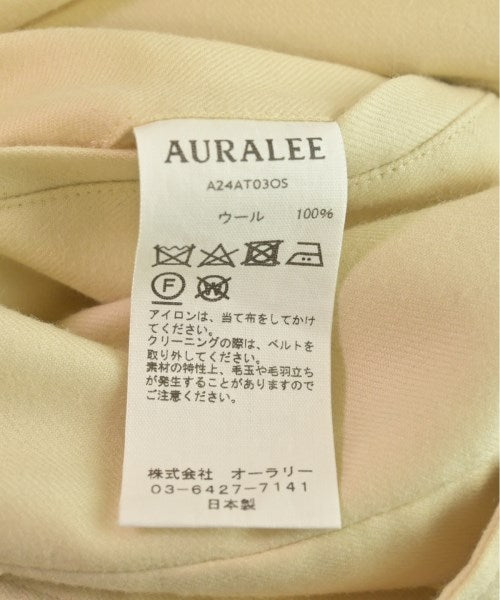 AURALEE
A24AT03OS
ウール 100%
F W
アイロンは、当て布をしてかけ
てください。
クリーニングの際は、ベルトを
取り外してください。
素材の特性上、毛玉や毛羽立ち
が発生することがありますので
ご注意ください。
株式会社 オーラリー
03-6427-7141
日本製